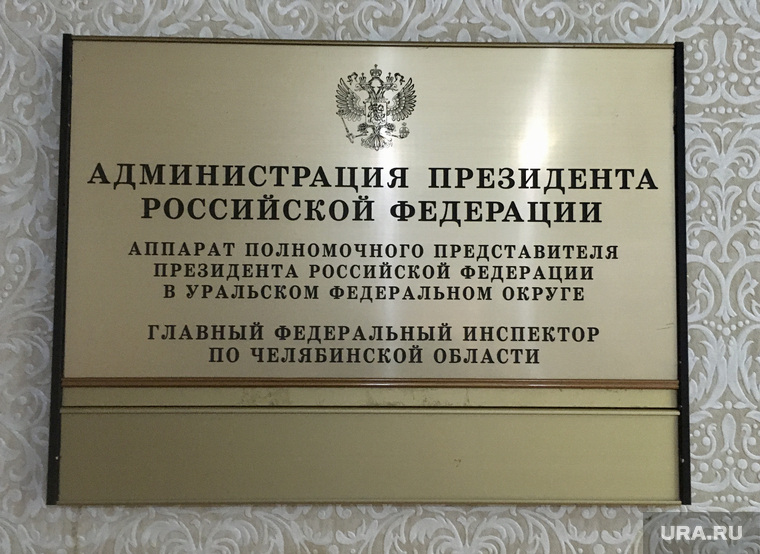 АДМИНИСТРАЦИЯ ПРЕЗИДЕНТА
РОССИЙСКОЙ ФЕДЕРАЦИИ
АППАРАТ ПОЛНОМОЧНОГО ПРЕДСТАВИТЕЛЯ
ПРЕЗИДЕНТА РОССИЙСКОЙ ФЕДЕРАЦИИ
В УРАЛЬСКОМ ФЕДЕРАЛЬНОМ ОКРУГЕ
ГЛАВНЫЙ ФЕДЕРАЛЬНЫЙ ИНСПЕКТОР
ПО ЧЕЛЯБИНСКОЙ ОБЛАСТИ
URA.RU